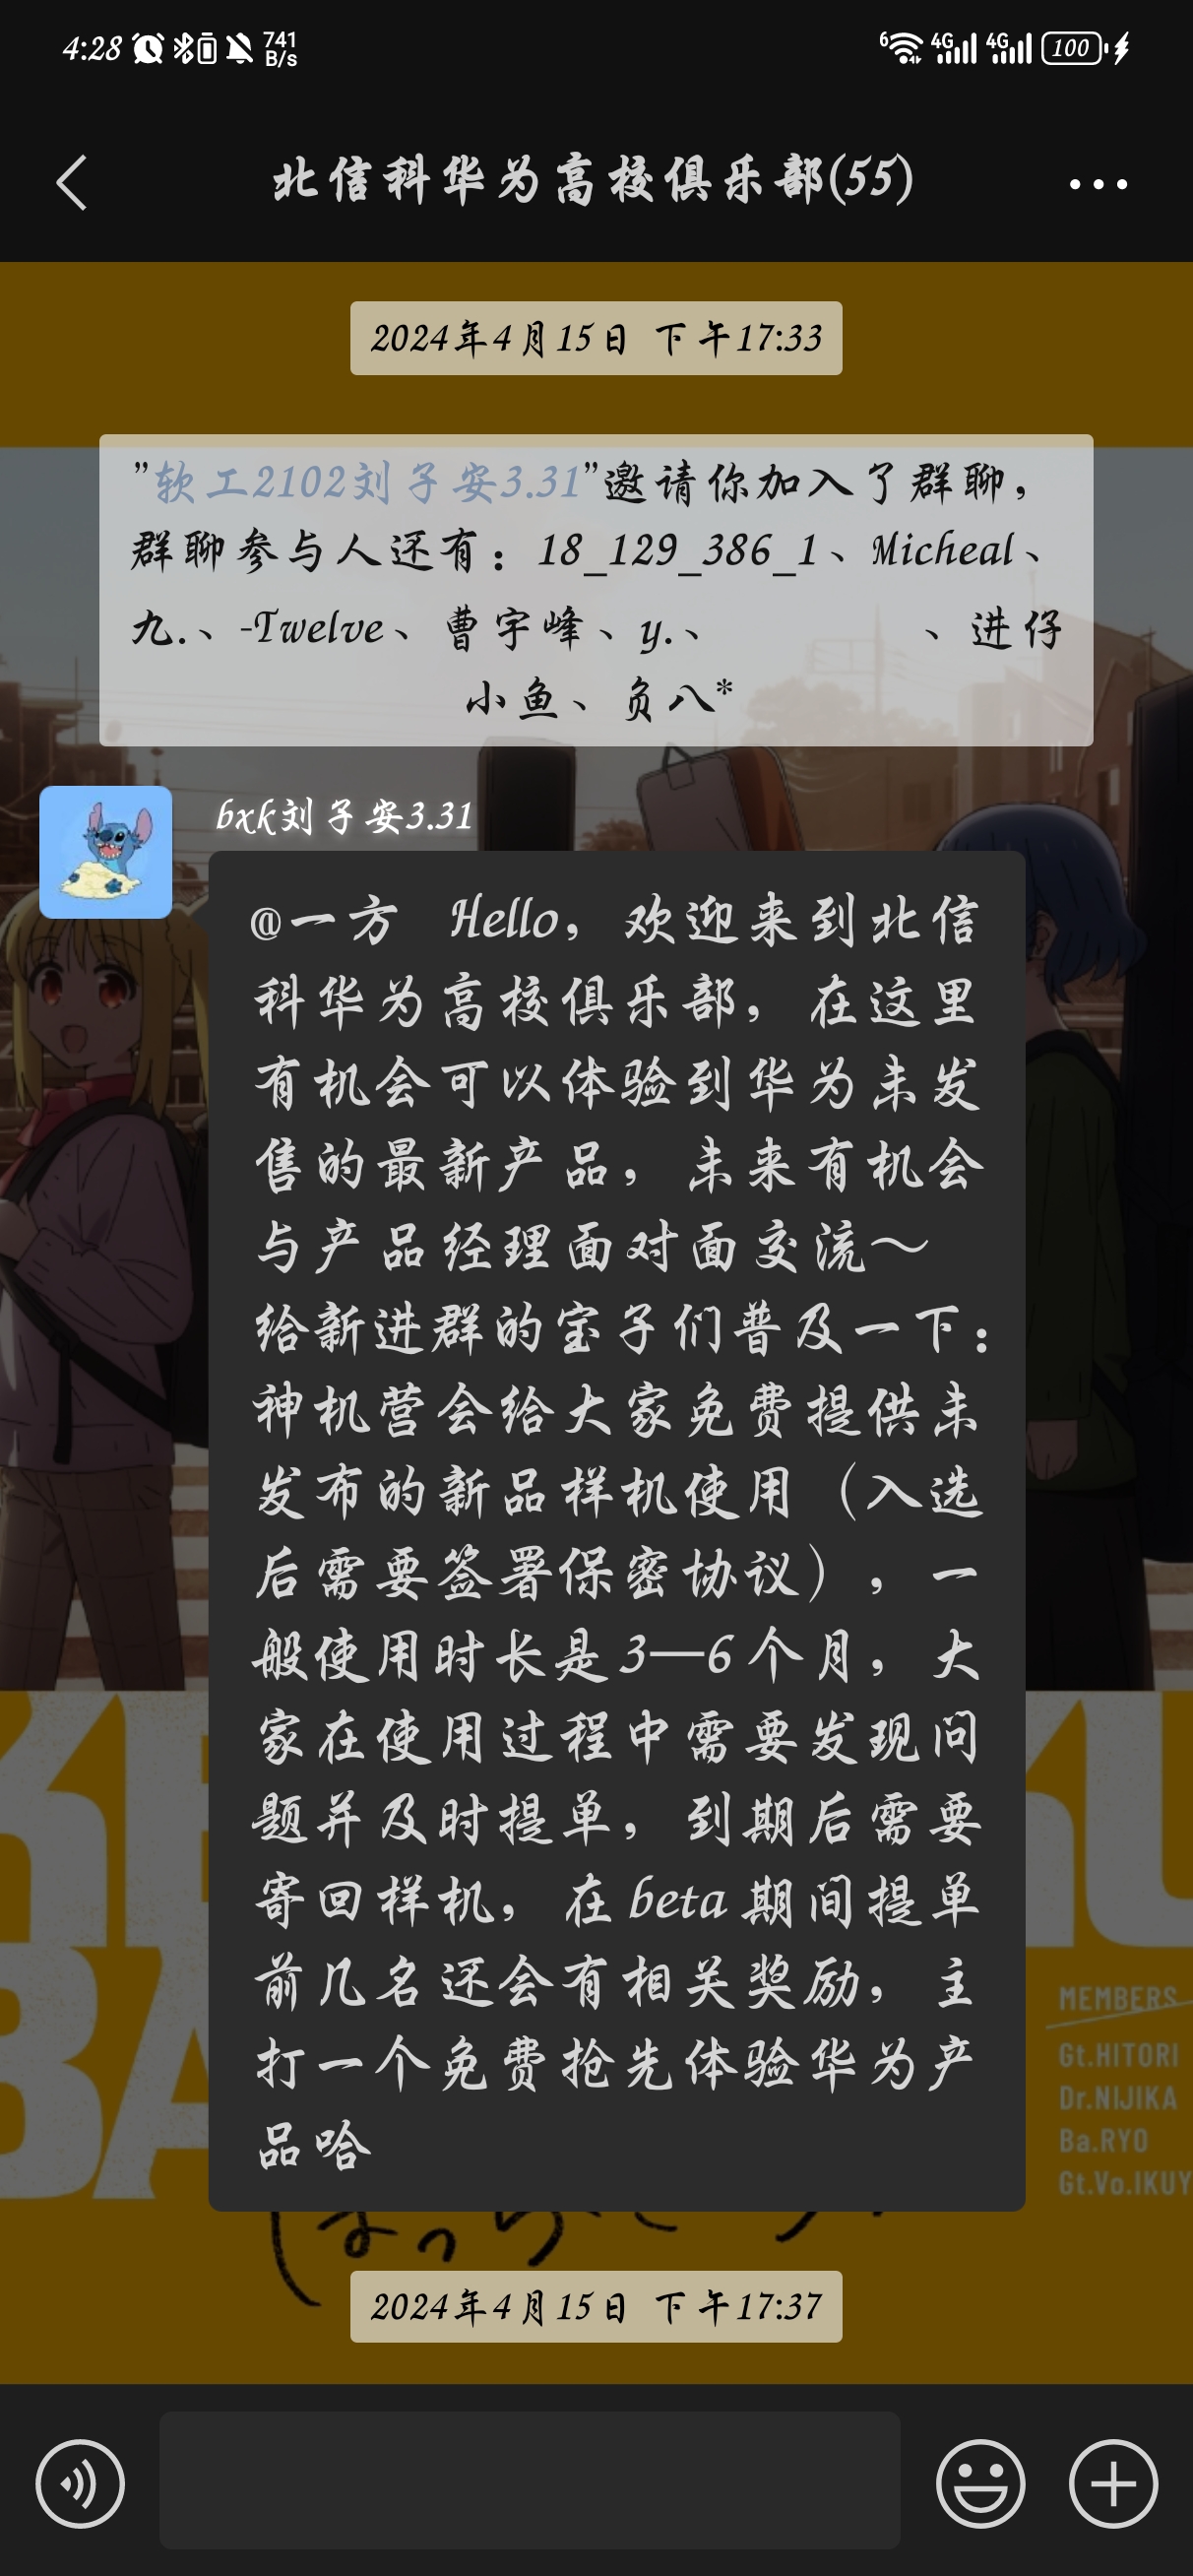 4:28 741 B/s 6 4G 4G 100
北信科华为高校俱乐部(55)
2024年4月15日 下午17:33
"软工2102刘子安3.31"邀请你加入了群聊，
群聊参与人还有：18_129_386_1、Micheal、
九.、-Twelve、曹宇峰、y.、 、进仔
小鱼、负八*
bxk刘子安3.31
@一方 Hello，欢迎来到北信
科华为高校俱乐部，在这里
有机会可以体验到华为未发
售的最新产品，未来有机会
与产品经理面对面交流～
给新进群的宝子们普及一下：
神机营会给大家免费提供未
发布的新品样机使用（入选
后需要签署保密协议），一
般使用时长是3—6个月，大
家在使用过程中需要发现问
题并及时提单，到期后需要
寄回样机，在beta期间提单
前几名还会有相关奖励，主
打一个免费抢先体验华为产
品哈
MEMBERS
Gt.HITORI
Dr.NIJIKA
Ba.RYO
Gt.Vo.IKUY
2024年4月15日 下午17:37